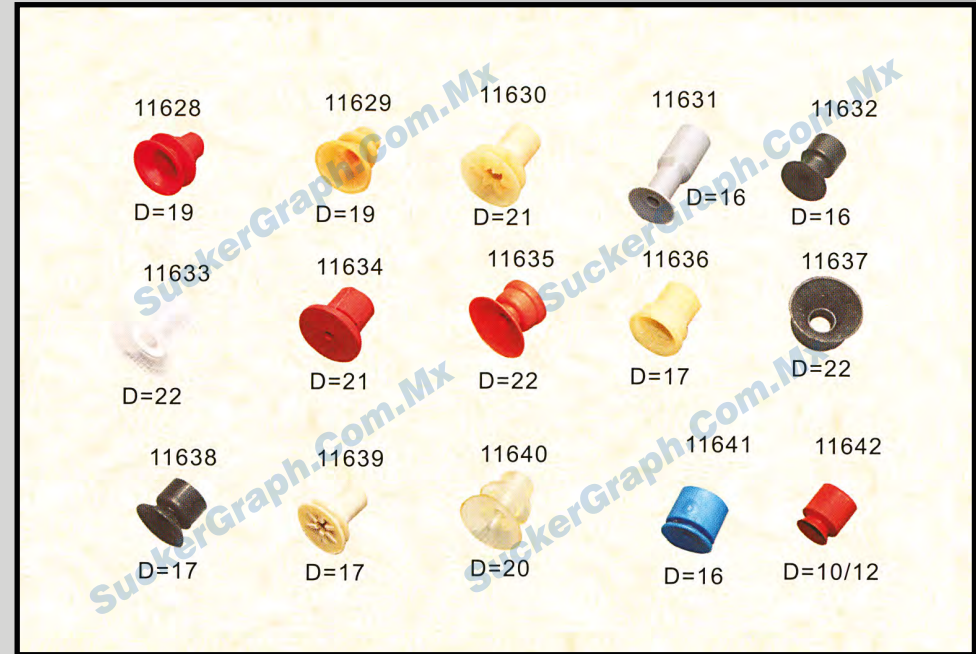 11628
11629
11630
11631
11632
D=19
D=19
D=21
D=16
D=16
11633
11634
11635
11636
11637
D=22
D=21
D=22
D=17
D=22
11638
11639
11640
11641
11642
D=17
D=17
D=20
D=16
D=10/12
SuckerGraph.Com.Mx
SuckerGraph.Com.Mx
SuckerGraph.Com.Mx
SuckerGraph.Com.Mx